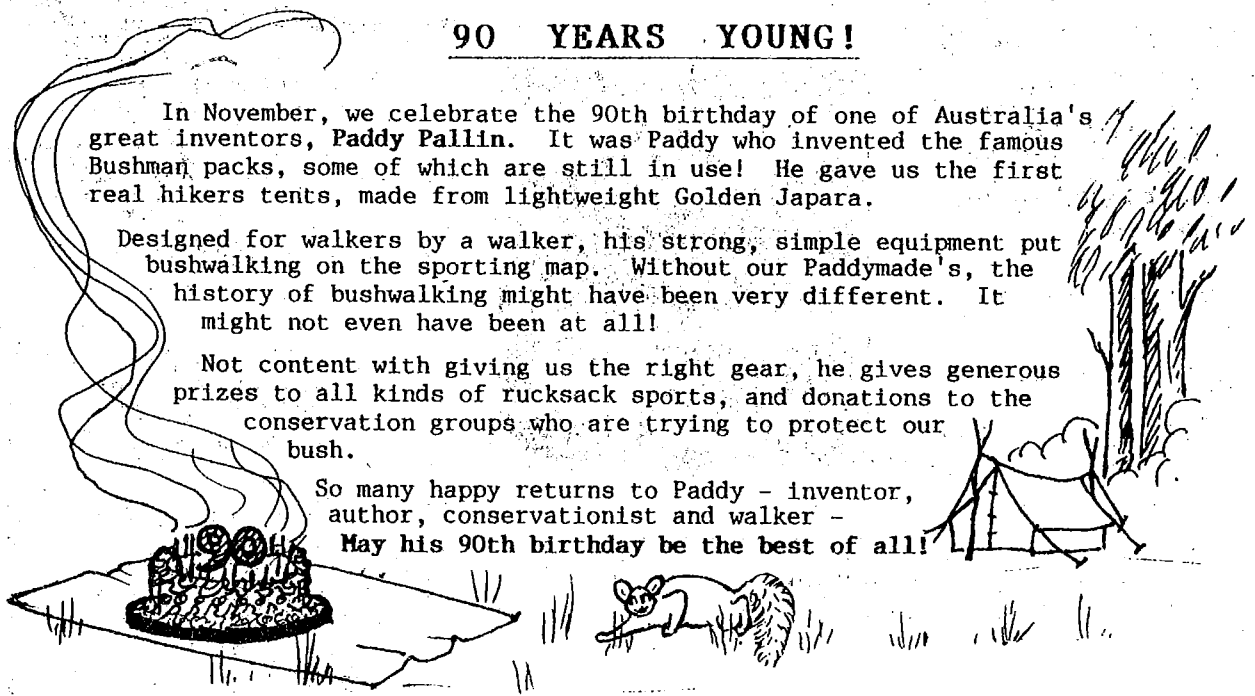 90 YEARS YOUNG!
In November, we celebrate the 90th birthday of one of Australia's
great inventors, Paddy Pallin. It was Paddy who invented the famous
Bushman packs, some of which are still in use! He gave us the first
real hikers tents, made from lightweight Golden Japara.
Designed for walkers by a walker, his strong, simple equipment put
bushwalking on the sporting map. Without our Paddymade's, the
history of bushwalking might have been very different. It
might not even have been at all!
Not content with giving us the right gear, he gives generous
prizes to all kinds of rucksack sports, and donations to the
conservation groups who are trying to protect our
bush.
So many happy returns to Paddy - inventor,
author, conservationist and walker -
May his 90th birthday be the best of all!
90